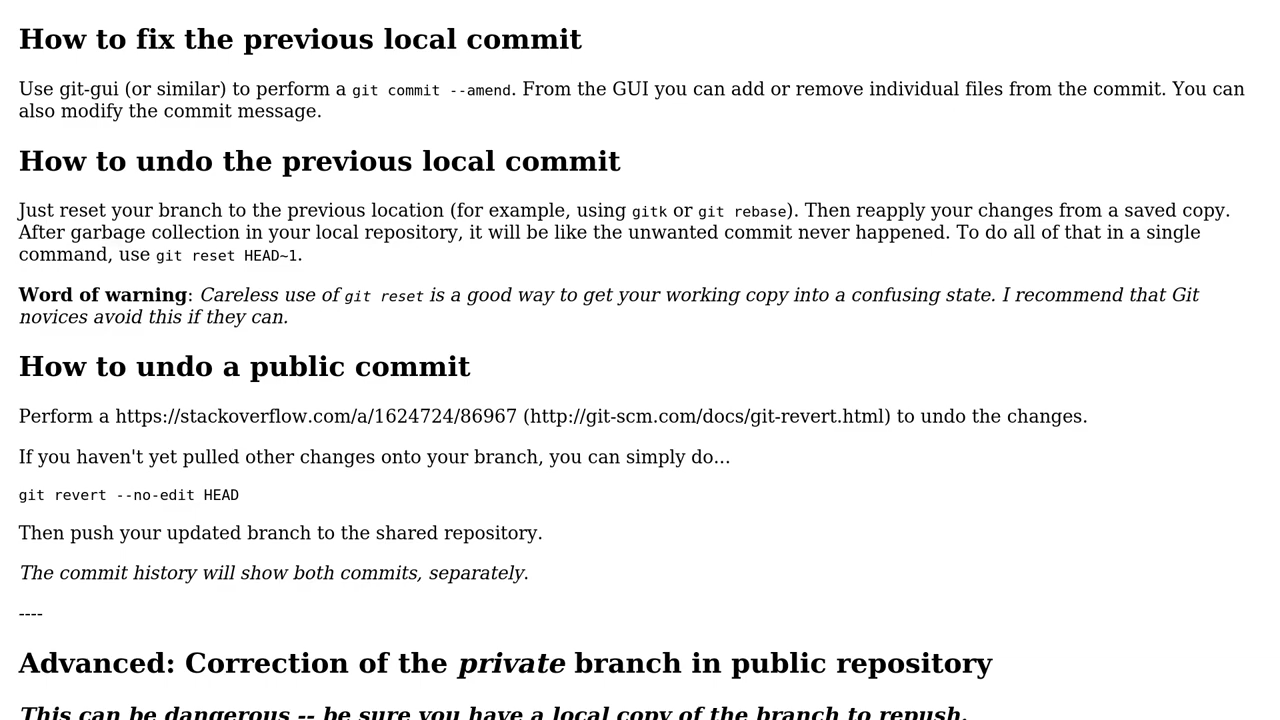 How to fix the previous local commit
Use git-gui (or similar) to perform a git commit --amend. From the GUI you can add or remove individual files from the commit. You can
also modify the commit message.
How to undo the previous local commit
Just reset your branch to the previous location (for example, using gitk or git rebase). Then reapply your changes from a saved copy.
After garbage collection in your local repository, it will be like the unwanted commit never happened. To do all of that in a single
command, use git reset HEAD~1.
Word of warning: Careless use of git reset is a good way to get your working copy into a confusing state. I recommend that Git
novices avoid this if they can.
How to undo a public commit
Perform a https://stackoverflow.com/a/1624724/86967 (http://git-scm.com/docs/git-revert.html) to undo the changes.
If you haven't yet pulled other changes onto your branch, you can simply do...
git revert --no-edit HEAD
Then push your updated branch to the shared repository.
The commit history will show both commits, separately.
----
Advanced: Correction of the private branch in public repository
This can be dangerous -- be sure you have a local copy of the branch to repush.